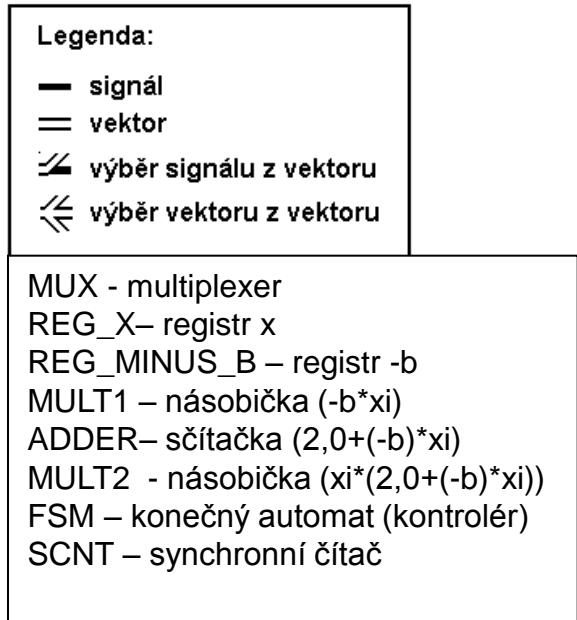 Legenda:
signál
vektor
výběr signálu z vektoru
výběr vektoru z vektoru
MUX - multiplexer
REG_X– registr x
REG_MINUS_B – registr -b
MULT1 – násobička (-b*xi)
ADDER– sčítačka (2,0+(-b)*xi)
MULT2 - násobička (xi*(2,0+(-b)*xi))
FSM – konečný automat (kontrolér)
SCNT – synchronní čítač